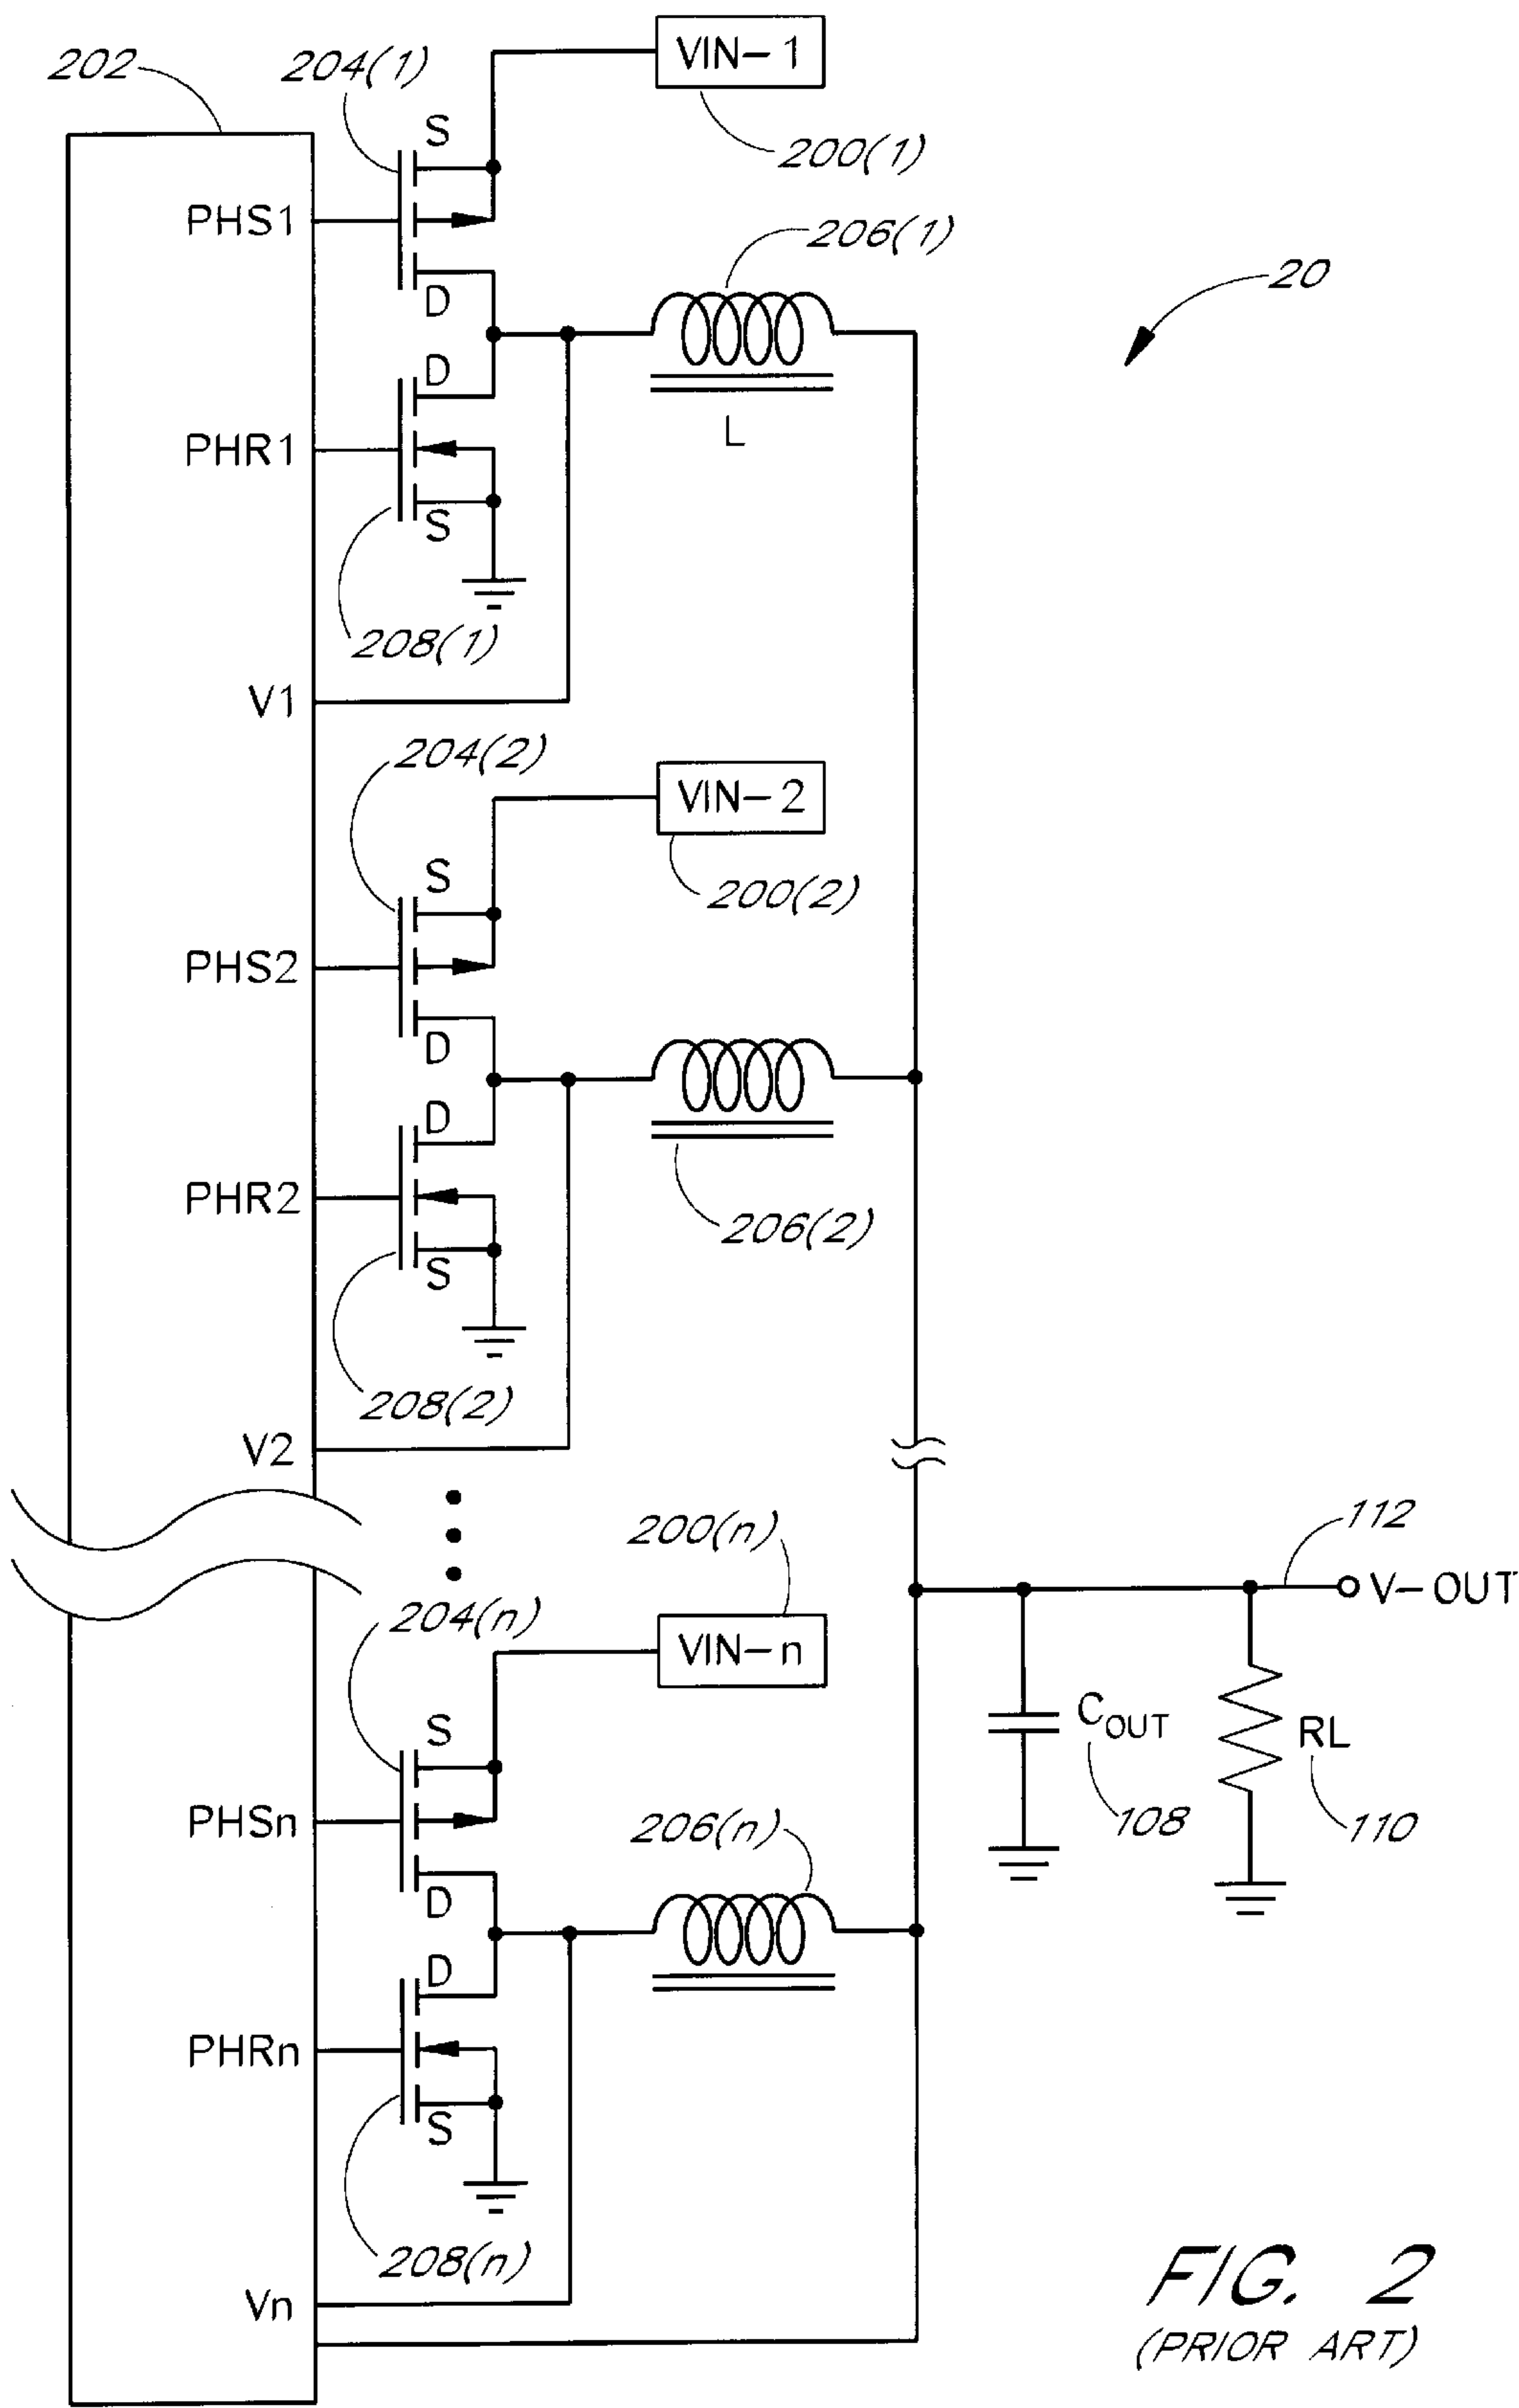 VIN-1
202
204(1)
200(1)
S
PHS1
206(1)
20
D
D
L
PHR1
S
208(1)
V1
204(2)
VIN-2
S
200(2)
PHS2
D
D
PHR2
206(2)
S
208(2)
V2
200(n)
112
V-OUT
204(n)
VIN-n
S
COUT
RL
PHSn
206(n)
108
110
D
D
PHRn
S
208(n)
Vn
FIG. 2
(PRIOR ART)